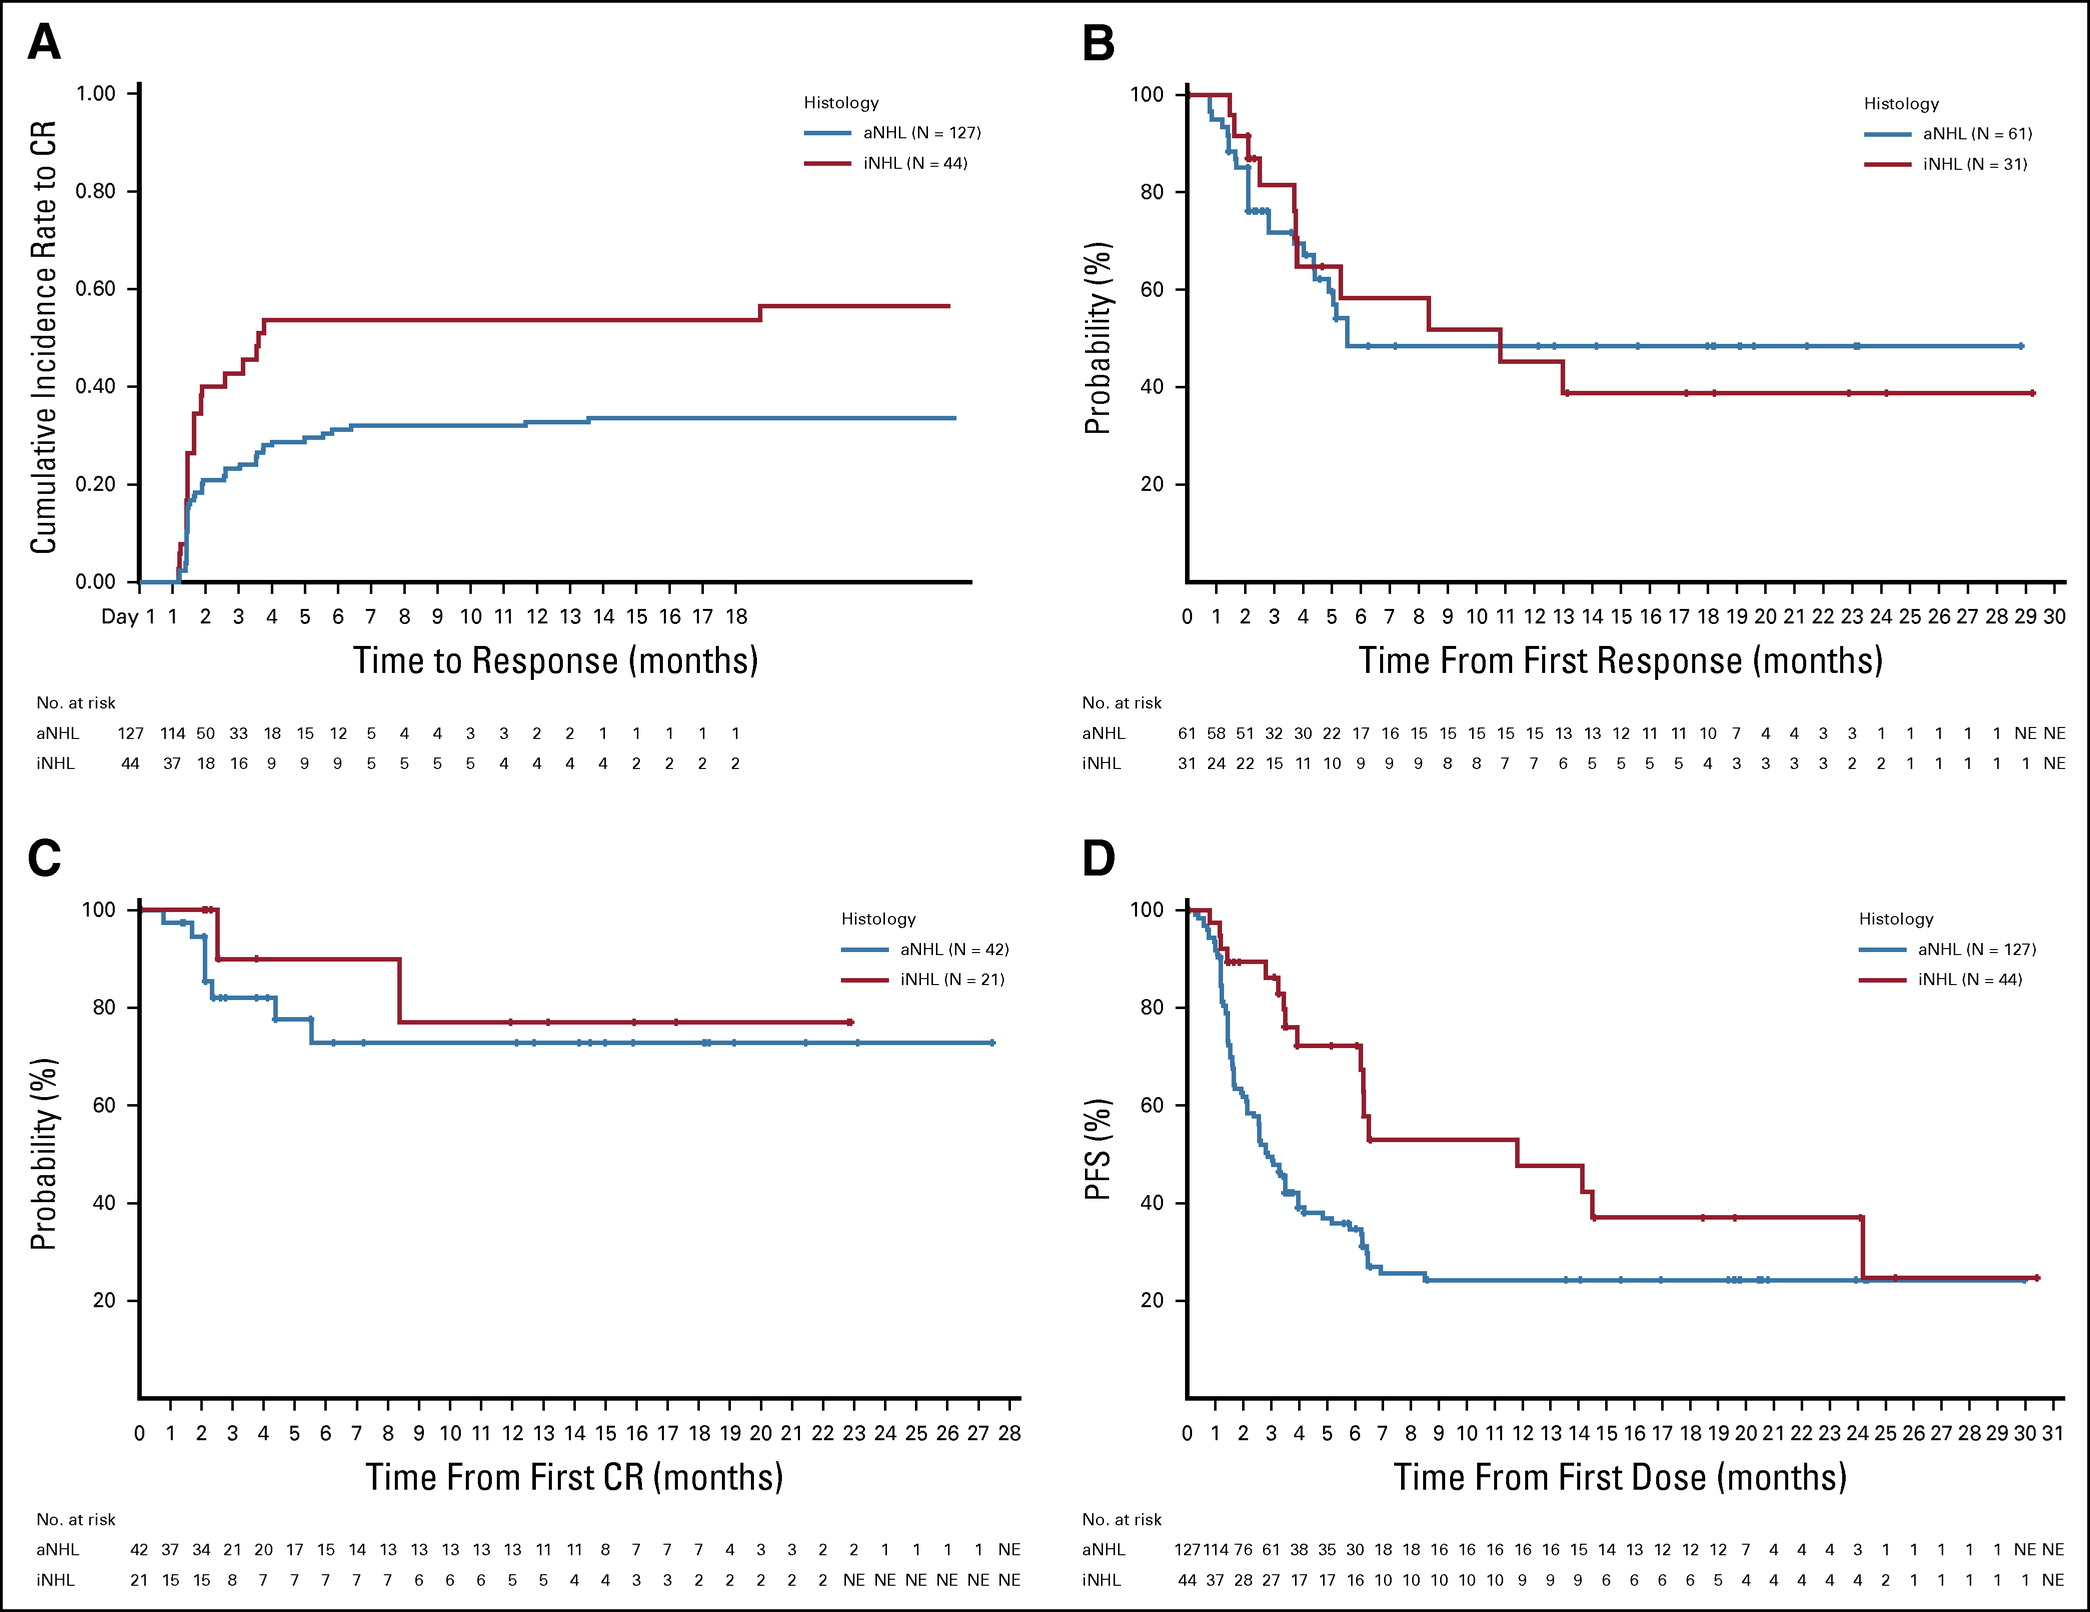 A
Cumulative Incidence Rate to CR
1.00
0.80
0.60
0.40
0.20
0.00
Histology
aNHL (N = 127)
iNHL (N = 44)
Day 1 1 2 3 4 5 6 7 8 9 10 11 12 13 14 15 16 17 18
Time to Response (months)
No. at risk
aNHL 127 114 50 33 18 15 12 5 4 4 3 3 2 2 1 1 1 1 1
iNHL 44 37 18 16 9 9 9 5 5 5 5 4 4 4 4 2 2 2 2
B
Probability (%)
100
80
60
40
20
Histology
aNHL (N = 61)
iNHL (N = 31)
0 1 2 3 4 5 6 7 8 9 10 11 12 13 14 15 16 17 18 19 20 21 22 23 24 25 26 27 28 29 30
Time From First Response (months)
No. at risk
aNHL 61 58 51 32 30 22 17 16 15 15 15 15 15 13 13 12 11 11 10 7 4 4 3 3 1 1 1 1 1 NE NE
iNHL 31 24 22 15 11 10 9 9 9 8 8 7 7 6 5 5 5 5 4 3 3 3 3 2 2 1 1 1 1 1 NE
C
Probability (%)
100
80
60
40
20
Histology
aNHL (N = 42)
iNHL (N = 21)
0 1 2 3 4 5 6 7 8 9 10 11 12 13 14 15 16 17 18 19 20 21 22 23 24 25 26 27 28
Time From First CR (months)
No. at risk
aNHL 42 37 34 21 20 17 15 14 13 13 13 13 13 11 11 8 7 7 7 4 3 3 2 2 1 1 1 1 NE
iNHL 21 15 15 8 7 7 7 7 7 6 6 6 5 5 4 4 3 3 2 2 2 2 2 NE NE NE NE NE NE
D
PFS (%)
100
80
60
40
20
Histology
aNHL (N = 127)
iNHL (N = 44)
0 1 2 3 4 5 6 7 8 9 10 11 12 13 14 15 16 17 18 19 20 21 22 23 24 25 26 27 28 29 30 31
Time From First Dose (months)
No. at risk
aNHL 127 114 76 61 38 35 30 18 18 16 16 16 16 16 15 14 13 12 12 12 7 4 4 4 3 1 1 1 1 1 NE NE
iNHL 44 37 28 27 17 17 16 10 10 10 10 10 9 9 9 6 6 6 6 5 4 4 4 4 4 2 1 1 1 1 1 NE